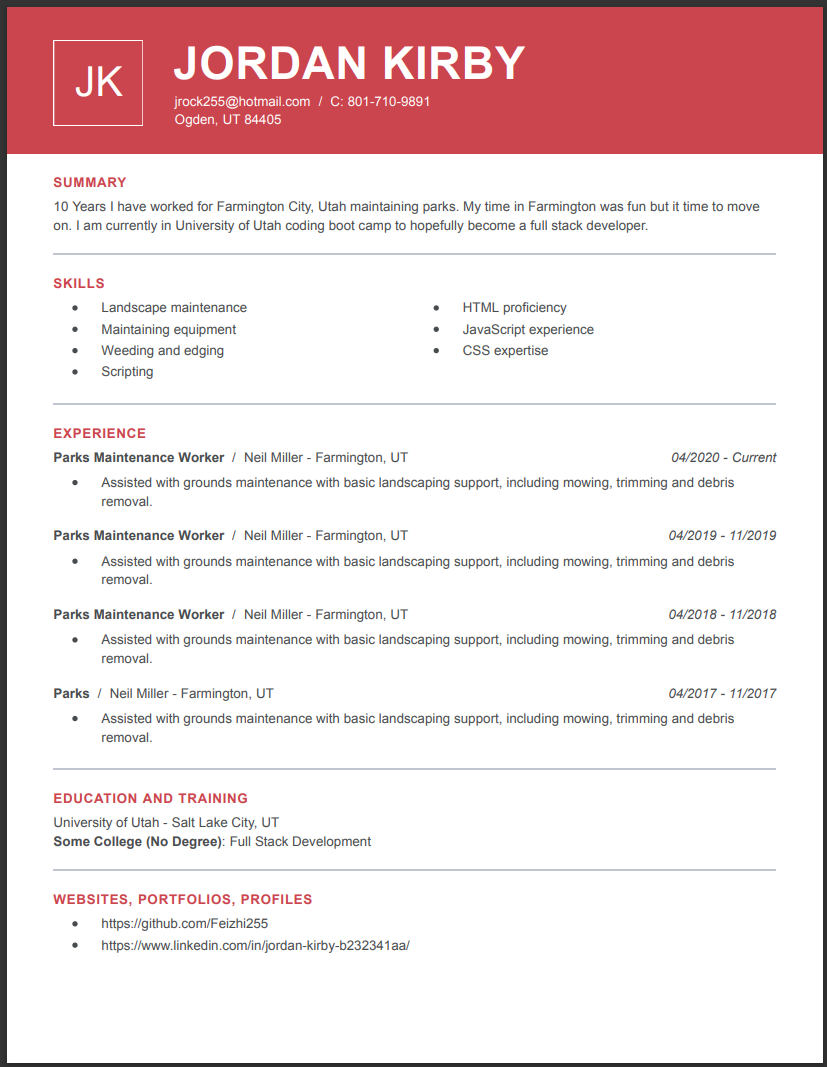 JK
JORDAN KIRBY
jrock255@hotmail.com / C: 801-710-9891
Ogden, UT 84405
SUMMARY
10 Years I have worked for Farmington City, Utah maintaining parks. My time in Farmington was fun but it time to move
on. I am currently in University of Utah coding boot camp to hopefully become a full stack developer.
SKILLS
• Landscape maintenance
• Maintaining equipment
• Weeding and edging
• Scripting
• HTML proficiency
• JavaScript experience
• CSS expertise
EXPERIENCE
Parks Maintenance Worker / Neil Miller - Farmington, UT 04/2020 - Current
• Assisted with grounds maintenance with basic landscaping support, including mowing, trimming and debris
removal.
Parks Maintenance Worker / Neil Miller - Farmington, UT 04/2019 - 11/2019
• Assisted with grounds maintenance with basic landscaping support, including mowing, trimming and debris
removal.
Parks Maintenance Worker / Neil Miller - Farmington, UT 04/2018 - 11/2018
• Assisted with grounds maintenance with basic landscaping support, including mowing, trimming and debris
removal.
Parks / Neil Miller - Farmington, UT 04/2017 - 11/2017
• Assisted with grounds maintenance with basic landscaping support, including mowing, trimming and debris
removal.
EDUCATION AND TRAINING
University of Utah - Salt Lake City, UT
Some College (No Degree): Full Stack Development
WEBSITES, PORTFOLIOS, PROFILES
• https://github.com/Feizhi255
• https://www.linkedin.com/in/jordan-kirby-b232341aa/